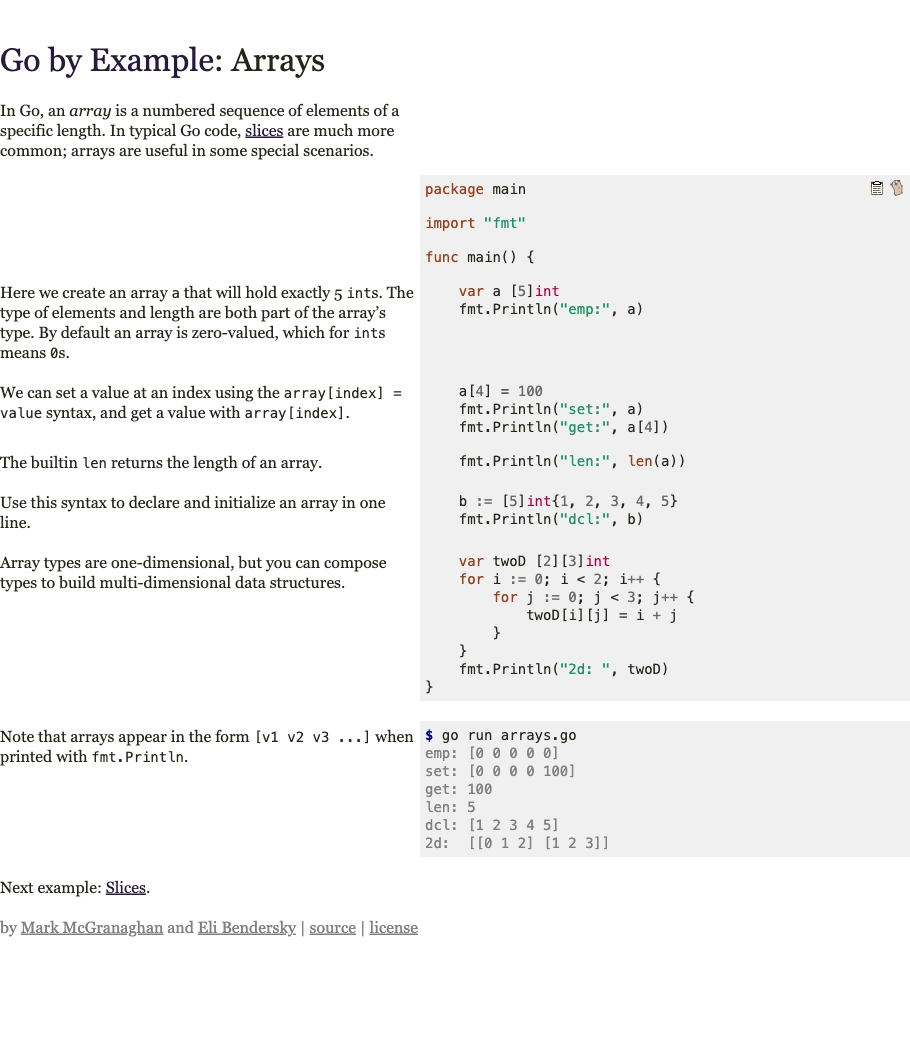 Go by Example: Arrays
In Go, an array is a numbered sequence of elements of a
specific length. In typical Go code, slices are much more
common; arrays are useful in some special scenarios.
package main
import "fmt"
func main() {
Here we create an array a that will hold exactly 5 ints. The
type of elements and length are both part of the array’s
type. By default an array is zero-valued, which for ints
means 0s.
    var a [5]int
    fmt.Println("emp:", a)
We can set a value at an index using the array[index] =
value syntax, and get a value with array[index].
    a[4] = 100
    fmt.Println("set:", a)
    fmt.Println("get:", a[4])
The builtin len returns the length of an array.
    fmt.Println("len:", len(a))
Use this syntax to declare and initialize an array in one
line.
    b := [5]int{1, 2, 3, 4, 5}
    fmt.Println("dcl:", b)
Array types are one-dimensional, but you can compose
types to build multi-dimensional data structures.
    var twoD [2][3]int
    for i := 0; i < 2; i++ {
        for j := 0; j < 3; j++ {
            twoD[i][j] = i + j
        }
    }
    fmt.Println("2d: ", twoD)
}
Note that arrays appear in the form [v1 v2 v3 ...] when
printed with fmt.Println.
$ go run arrays.go
emp: [0 0 0 0 0]
set: [0 0 0 0 100]
get: 100
len: 5
dcl: [1 2 3 4 5]
2d:  [[0 1 2] [1 2 3]]
Next example: Slices.
by Mark McGranaghan and Eli Bendersky | source | license